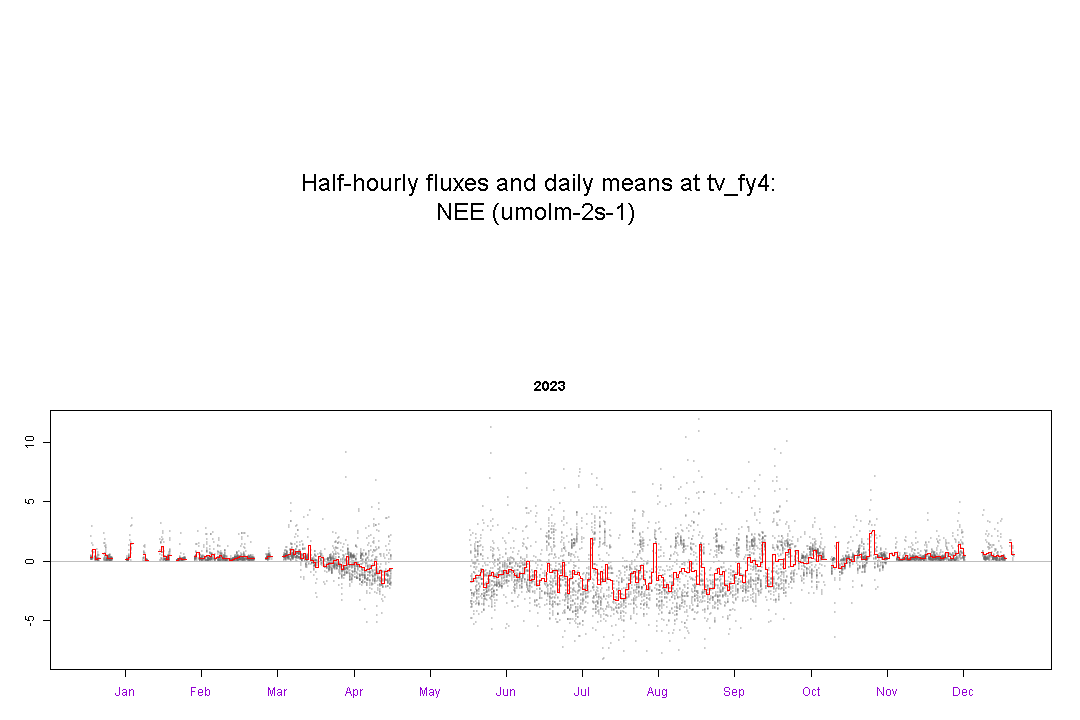 Half-hourly fluxes and daily means at tv_fy4:
NEE (umolm-2s-1)
2023
10
5
0
-5
Jan Feb Mar Apr May Jun Jul Aug Sep Oct Nov Dec